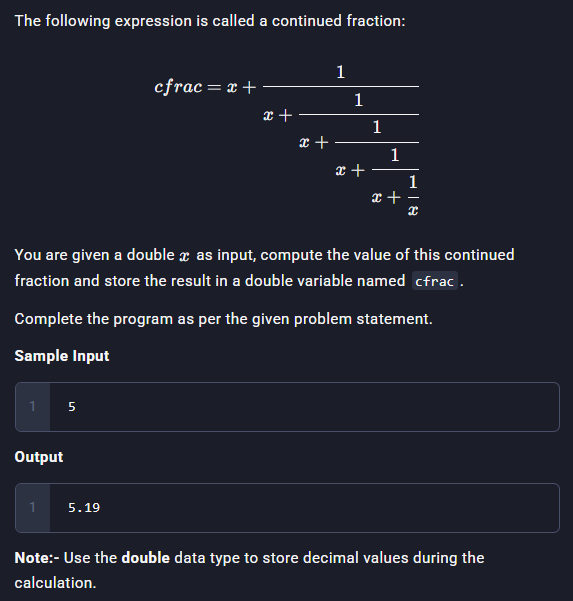 The following expression is called a continued fraction:
cfrac = x + 1
x + 1
x + 1
x + 1
x + 1
x
You are given a double x as input, compute the value of this continued
fraction and store the result in a double variable named cfrac.
Complete the program as per the given problem statement.
Sample Input
1 5
Output
1 5.19
Note:- Use the double data type to store decimal values during the
calculation.